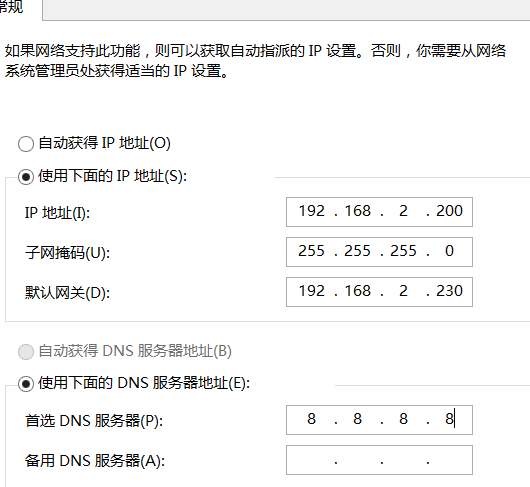 常规
如果网络支持此功能，则可以获取自动指派的 IP 设置。否则，你需要从网络
系统管理员处获得适当的 IP 设置。
自动获得 IP 地址(O)
使用下面的 IP 地址(S):
IP 地址(I): 192 . 168 . 2 . 200
子网掩码(U): 255 . 255 . 255 . 0
默认网关(D): 192 . 168 . 2 . 230
自动获得 DNS 服务器地址(B)
使用下面的 DNS 服务器地址(E):
首选 DNS 服务器(P): 8 . 8 . 8 . 8
备用 DNS 服务器(A): . . .